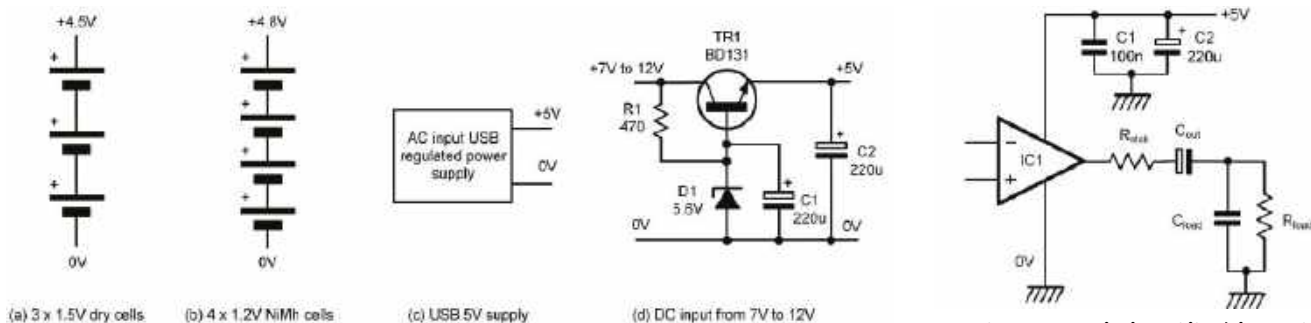 +4.5V
+
+
+
0V
(a) 3 x 1.5V dry cells
+4.8V
+
+
+
+
0V
(b) 4 x 1.2V NiMh cells
AC input USB
regulated power
supply
+5V
0V
(c) USB 5V supply
TR1
BD131
+7V to 12V
+5V
R1
470
D1
5.6V
+
C1
220u
+
C2
220u
0V
0V
(d) DC input from 7V to 12V
+5V
C1
100n
+
C2
220u
−
+
IC1
Cout
Cload
Rload
0V